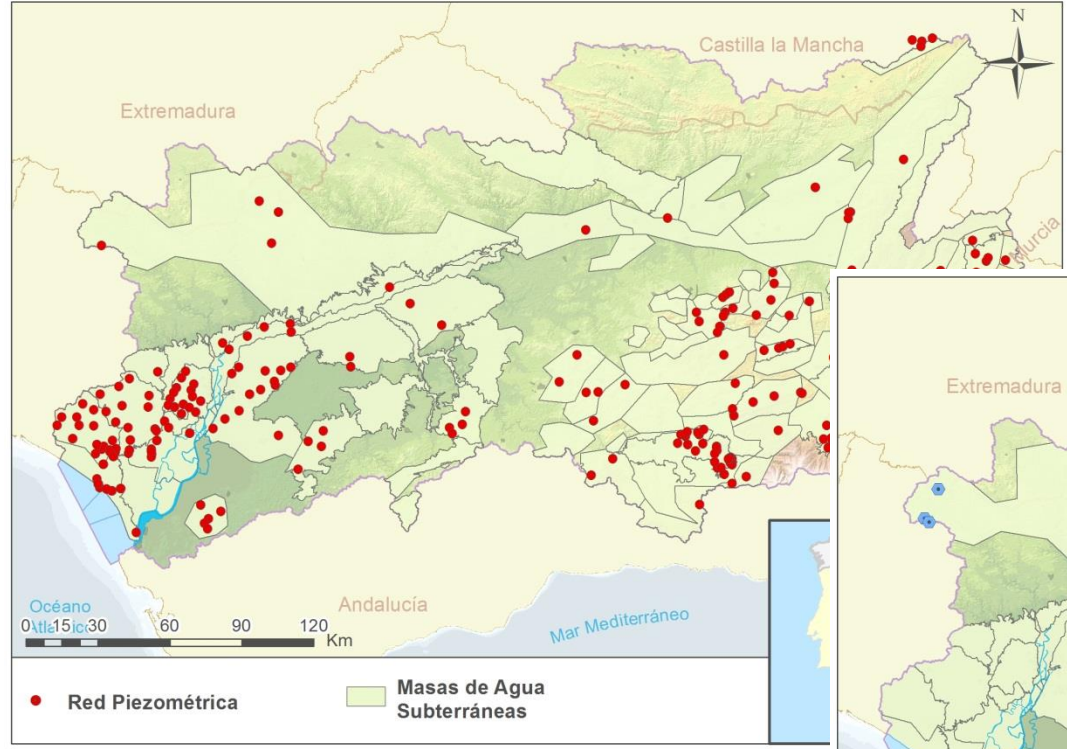 N
Castilla la Mancha
Extremadura
Murcia
Extremadura
Océano
Atlántico
Andalucía
Mar Mediterráneo
0 15 30 60 90 120
Km
Red Piezométrica
Masas de Agua
Subterráneas